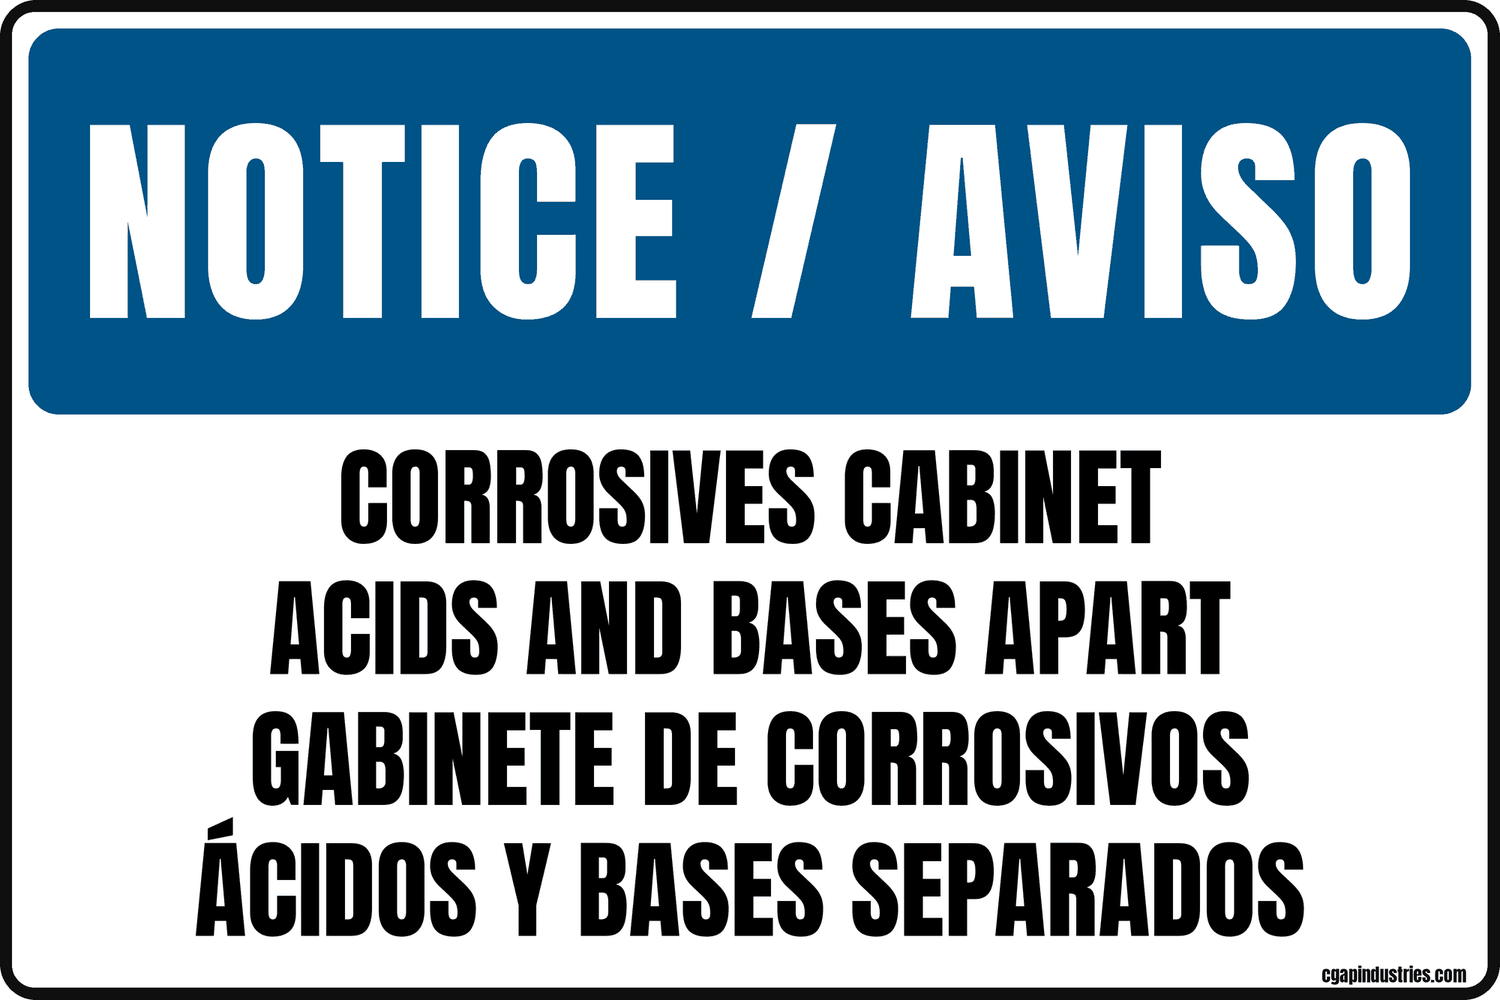 NOTICE / AVISO
CORROSIVES CABINET
ACIDS AND BASES APART
GABINETE DE CORROSIVOS
ÁCIDOS Y BASES SEPARADOS
cgapindustries.com